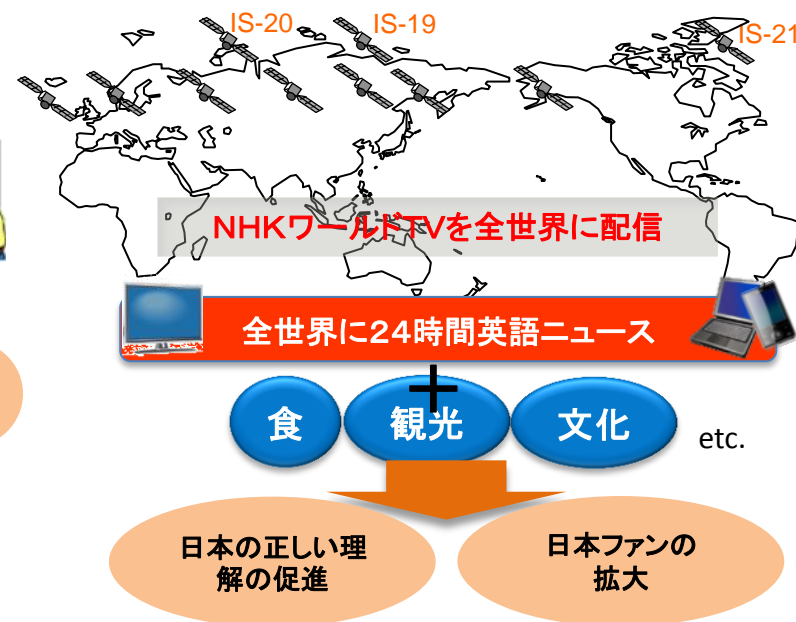 IS-20
IS-19
IS-21
NHKワールドTVを全世界に配信
全世界に24時間英語ニュース
+
食
観光
文化
etc.
日本の正しい理
解の促進
日本ファンの
拡大